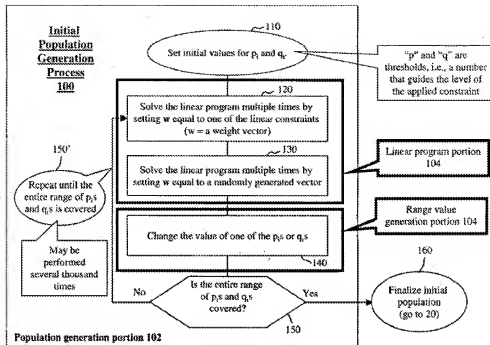 Initial
Population
Generation
Process
100
110
Set initial values for pᵢ and qᵢ.
"p" and "q" are
thresholds, i.e., a number
that guides the level of
the applied constraint
120
Solve the linear program multiple times by
setting w equal to one of the linear constraints
(w = a weight vector)
130
Solve the linear program multiple times by
setting w equal to a randomly generated vector
Linear program portion
104
150'
Repeat until the
entire range of pᵢs
and qᵢs is covered
May be
performed
several thousand
times
Change the value of one of the pᵢs or qᵢs
140
Range value
generation portion 104
No
Is the entire range
of pᵢs and qᵢs
covered?
Yes
150
160
Finalize initial
population
(go to 20)
Population generation portion 102